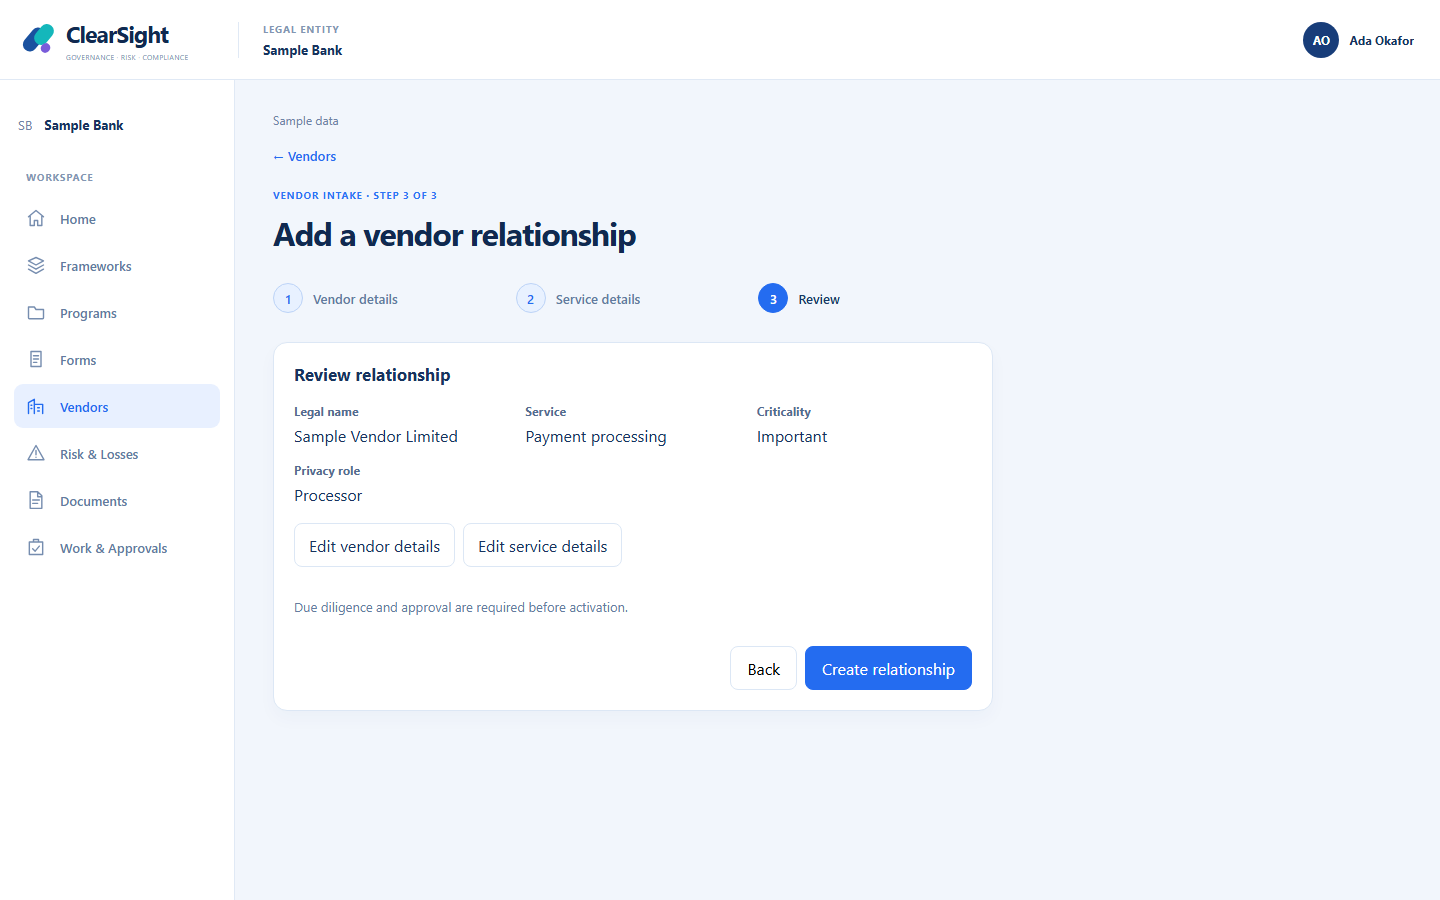 ClearSight
GOVERNANCE · RISK · COMPLIANCE
LEGAL ENTITY
Sample Bank
AO
Ada Okafor
SB Sample Bank
WORKSPACE
Home
Frameworks
Programs
Forms
Vendors
Risk & Losses
Documents
Work & Approvals
Sample data
← Vendors
VENDOR INTAKE · STEP 3 OF 3
Add a vendor relationship
1 Vendor details
2 Service details
3 Review
Review relationship
Legal name
Sample Vendor Limited
Service
Payment processing
Criticality
Important
Privacy role
Processor
Edit vendor details
Edit service details
Due diligence and approval are required before activation.
Back
Create relationship